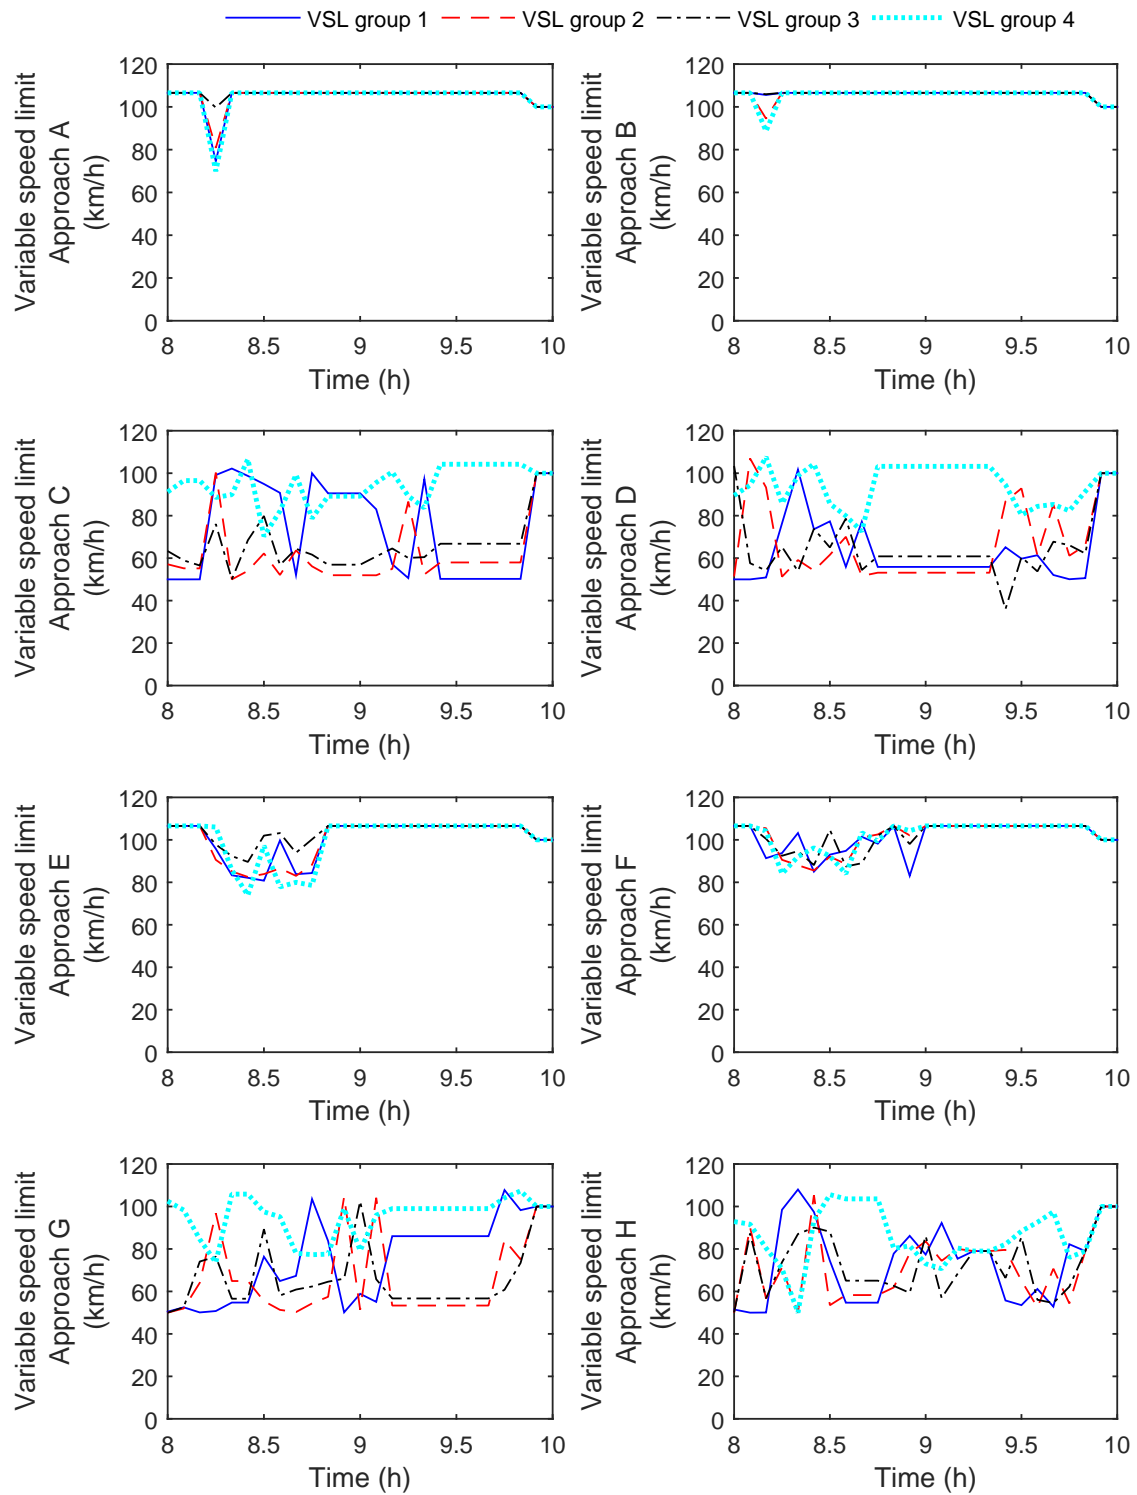 VSL group 1 VSL group 2 VSL group 3 VSL group 4
Variable speed limit
Approach A
(km/h)
120
100
80
60
40
20
0
8 8.5 9 9.5 10
Time (h)
Variable speed limit
Approach B
(km/h)
120
100
80
60
40
20
0
8 8.5 9 9.5 10
Time (h)
Variable speed limit
Approach C
(km/h)
120
100
80
60
40
20
0
8 8.5 9 9.5 10
Time (h)
Variable speed limit
Approach D
(km/h)
120
100
80
60
40
20
0
8 8.5 9 9.5 10
Time (h)
Variable speed limit
Approach E
(km/h)
120
100
80
60
40
20
0
8 8.5 9 9.5 10
Time (h)
Variable speed limit
Approach F
(km/h)
120
100
80
60
40
20
0
8 8.5 9 9.5 10
Time (h)
Variable speed limit
Approach G
(km/h)
120
100
80
60
40
20
0
8 8.5 9 9.5 10
Time (h)
Variable speed limit
Approach H
(km/h)
120
100
80
60
40
20
0
8 8.5 9 9.5 10
Time (h)